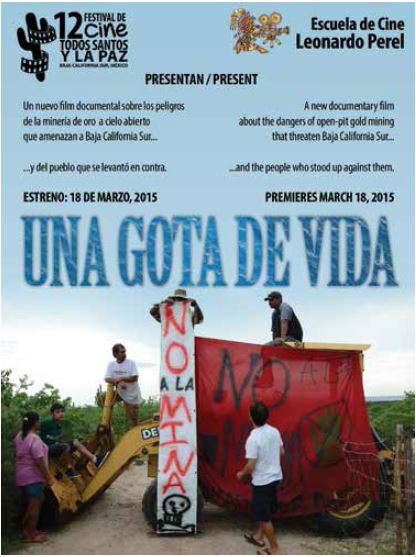 12 FESTIVAL DE
cine
TODOS SANTOS
Y LA PAZ
BAJA CALIFORNIA SUR, MÉXICO
Escuela de Cine
Leonardo Perel
PRESENTAN / PRESENT
Un nuevo film documental sobre los peligros
de la minería de oro a cielo abierto
que amenazan a Baja California Sur...
...y del pueblo que se levantó en contra.
ESTRENO: 18 DE MARZO, 2015
A new documentary film
about the dangers of open-pit gold mining
that threaten Baja California Sur...
...and the people who stood up against them.
PREMIERES MARCH 18, 2015
UNA GOTA DE VIDA
NO
A LA
MINA
NO A LA
DE